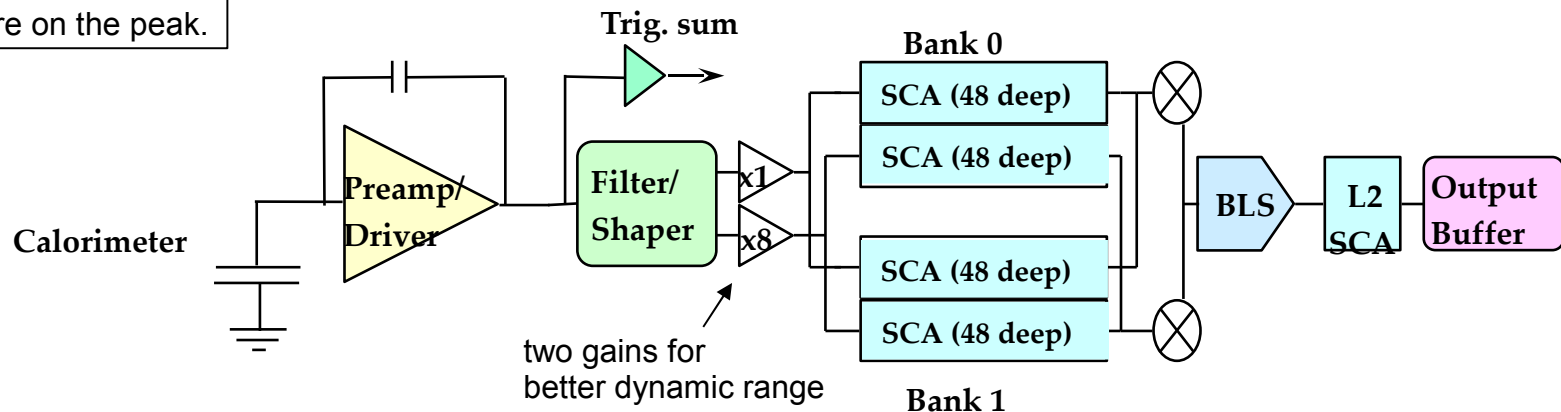 re on the peak.
Trig. sum
Bank 0
SCA (48 deep)
SCA (48 deep)
Preamp/
Driver
Filter/
Shaper
x1
x8
Calorimeter
BLS
L2
SCA
Output
Buffer
SCA (48 deep)
SCA (48 deep)
two gains for
better dynamic range
Bank 1